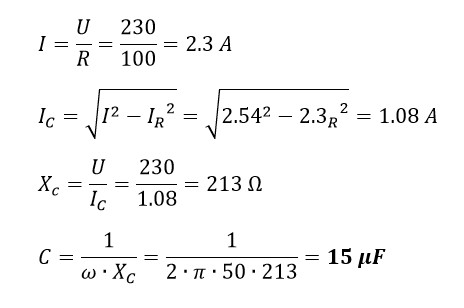 I = U/R = 230/100 = 2.3 A
I_C = √(I² − I_R²) = √(2.54² − 2.3_R²) = 1.08 A
X_c = U/I_C = 230/1.08 = 213 Ω
C = 1/(ω · X_C) = 1/(2 · π · 50 · 213) = 15 μF